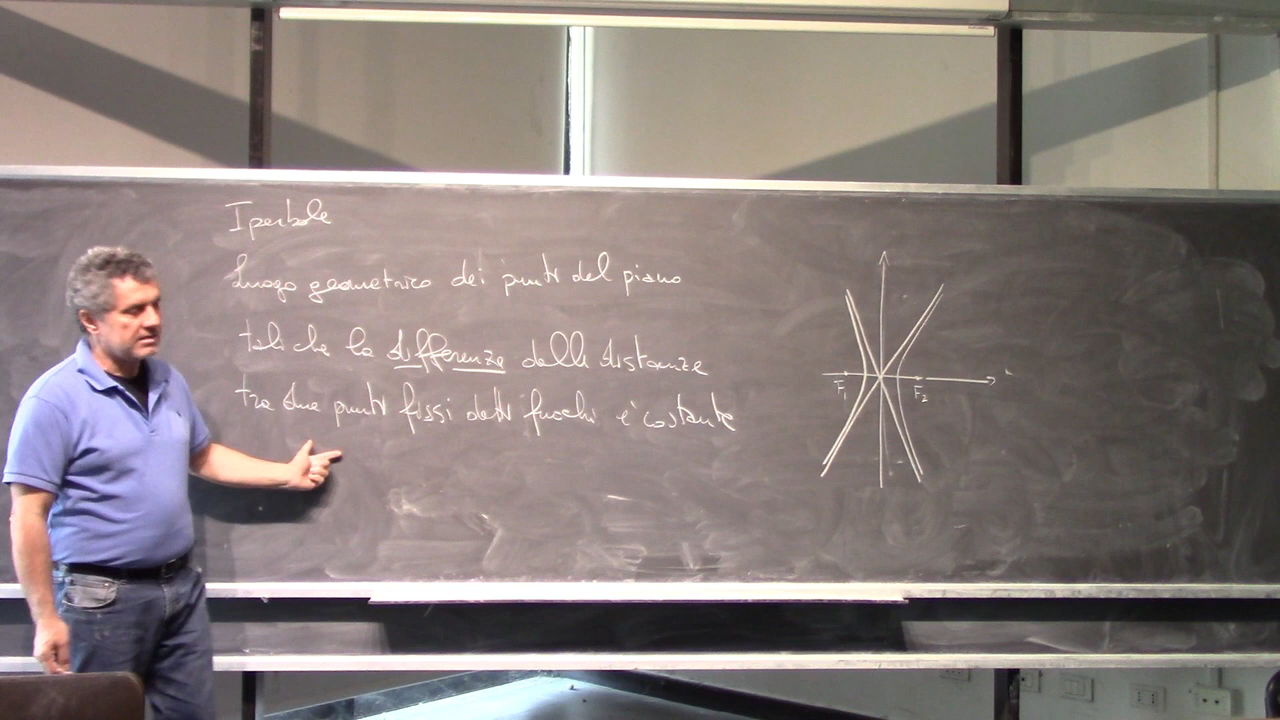 Iperbole
Luogo geometrico dei punti del piano
tali che la differenza delle distanze
tra due punti fissi detti fuochi è costante
F1 F2